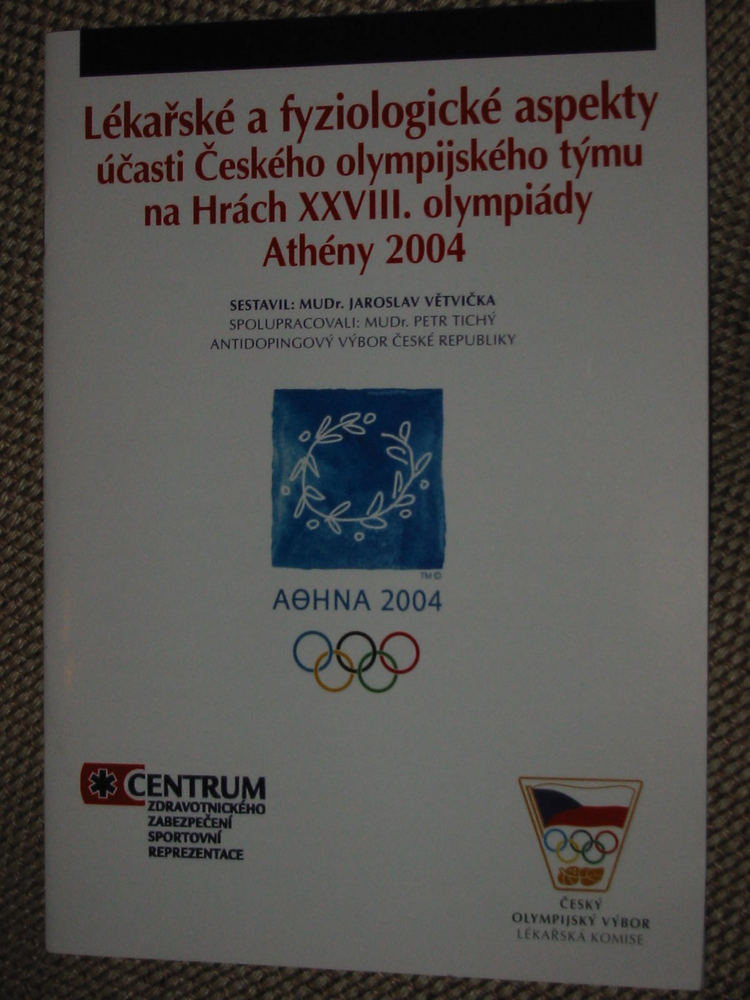 Lékařské a fyziologické aspekty
účasti Českého olympijského týmu
na Hrách XXVIII. olympiády
Athény 2004
SESTAVIL: MUDr. JAROSLAV VĚTVIČKA
SPOLUPRACOVALI: MUDr. PETR TICHÝ
ANTIDOPINGOVÝ VÝBOR ČESKÉ REPUBLIKY
TM ©
ΑΘΗΝΑ 2004
CENTRUM
ZDRAVOTNICKÉHO
ZABEZPEČENÍ
SPORTOVNÍ
REPREZENTACE
ČESKÝ
OLYMPIJSKÝ VÝBOR
LÉKAŘSKÁ KOMISE